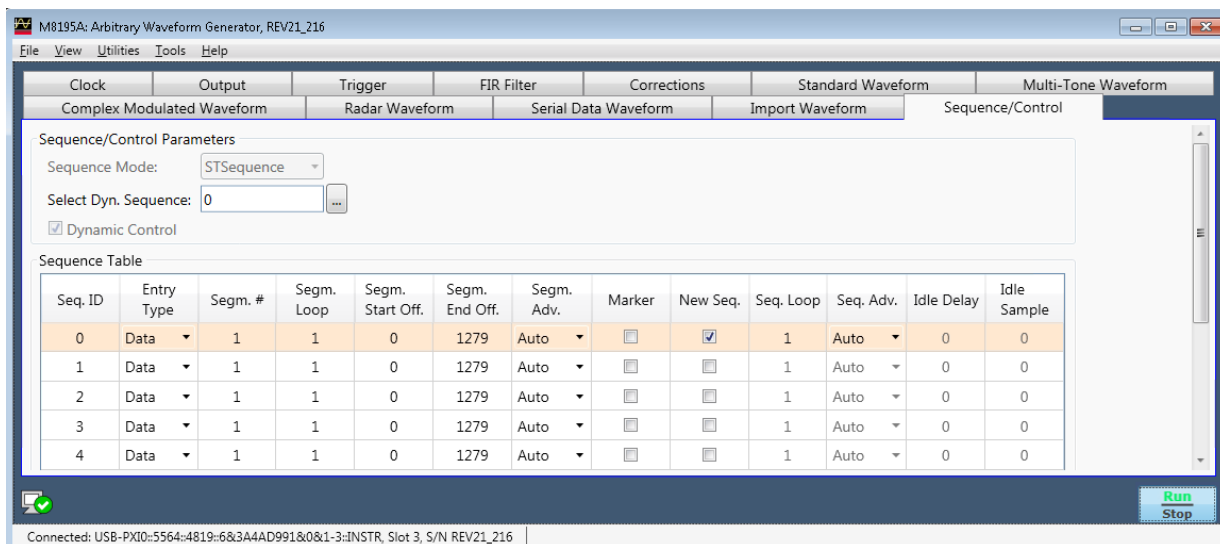 M8195A: Arbitrary Waveform Generator, REV21_216
File View Utilities Tools Help
Clock Output Trigger FIR Filter Corrections Standard Waveform Multi-Tone Waveform
Complex Modulated Waveform Radar Waveform Serial Data Waveform Import Waveform Sequence/Control
Sequence/Control Parameters
Sequence Mode: STSequence
Select Dyn. Sequence: 0 ...
Dynamic Control
Sequence Table
Seq. ID Entry Type Segm. # Segm. Loop Segm. Start Off. Segm. End Off. Segm. Adv. Marker New Seq. Seq. Loop Seq. Adv. Idle Delay Idle Sample
0 Data 1 1 0 1279 Auto 1 Auto 0 0
1 Data 1 1 0 1279 Auto 1 Auto 0 0
2 Data 1 1 0 1279 Auto 1 Auto 0 0
3 Data 1 1 0 1279 Auto 1 Auto 0 0
4 Data 1 1 0 1279 Auto 1 Auto 0 0
Run
Stop
Connected: USB-PXI0::5564::4819::6&3A4AD991&0&1-3::INSTR, Slot 3, S/N REV21_216